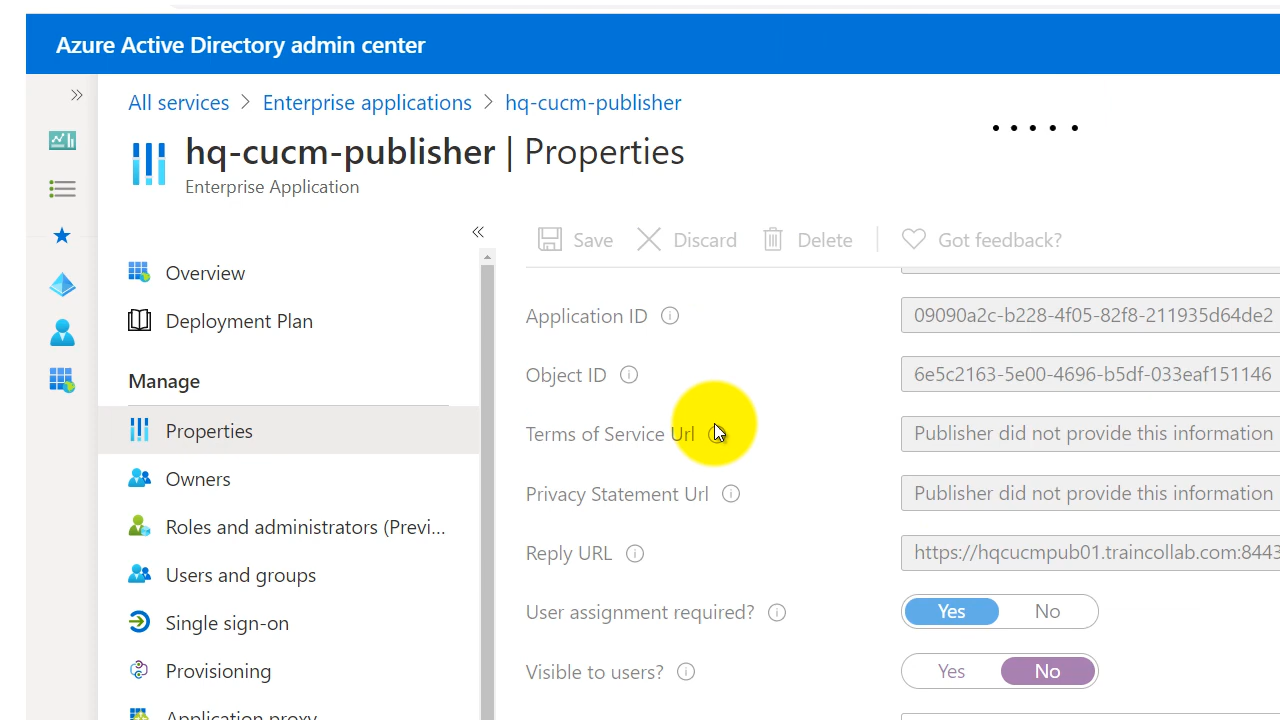 Azure Active Directory admin center
All services > Enterprise applications > hq-cucm-publisher
hq-cucm-publisher | Properties
Enterprise Application
Save Discard Delete Got feedback?
Overview
Deployment Plan
Manage
Properties
Owners
Roles and administrators (Previ...
Users and groups
Single sign-on
Provisioning
Application proxy
Application ID 09090a2c-b228-4f05-82f8-211935d64de2
Object ID 6e5c2163-5e00-4696-b5df-033eaf151146
Terms of Service Url Publisher did not provide this information
Privacy Statement Url Publisher did not provide this information
Reply URL https://hqcucmpub01.traincollab.com:8443
User assignment required? Yes No
Visible to users? Yes No